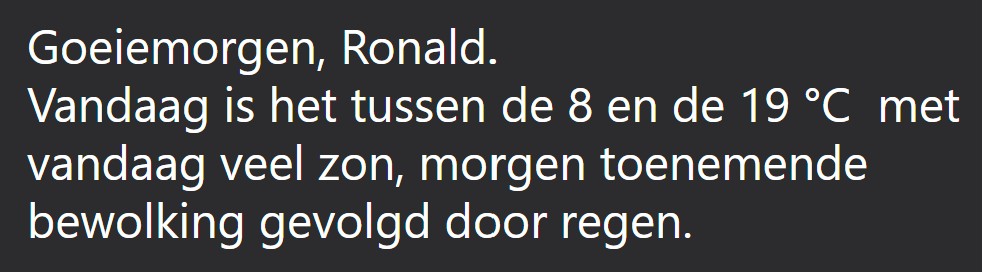 Goeiemorgen, Ronald.
Vandaag is het tussen de 8 en de 19 °C  met
vandaag veel zon, morgen toenemende
bewolking gevolgd door regen.